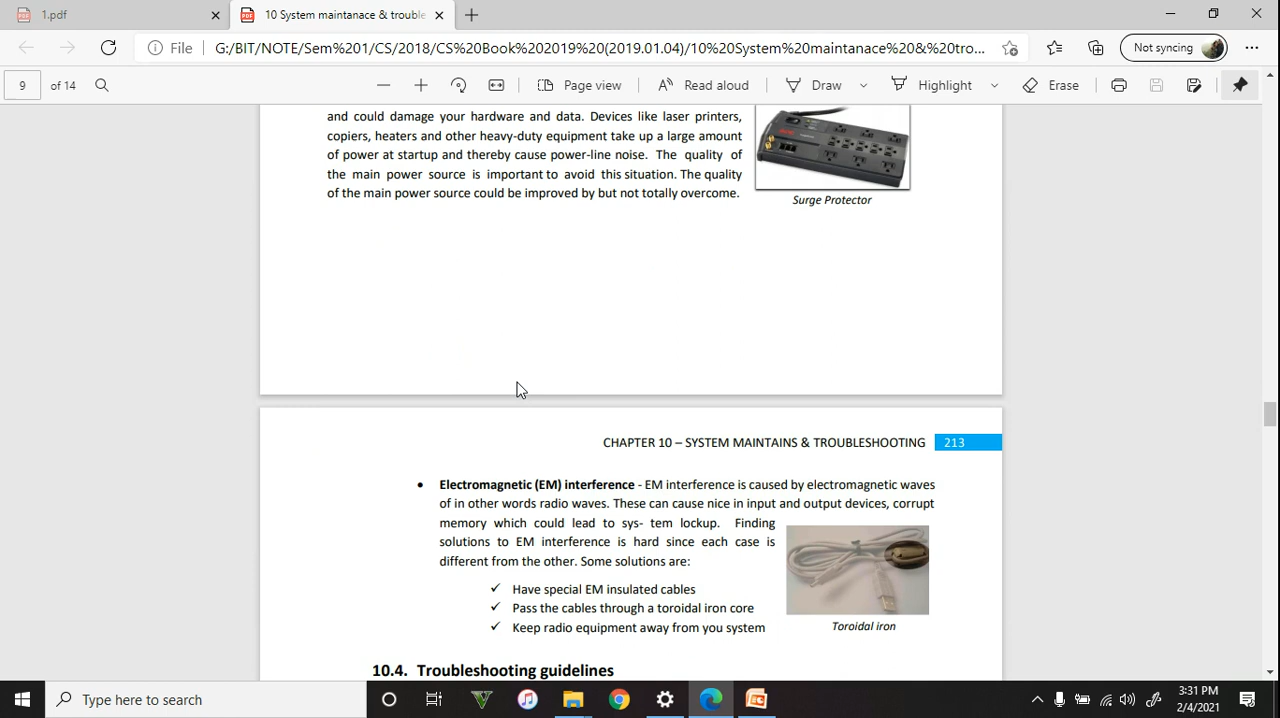 1.pdf
10 System maintanace & trouble
File
G:/BIT/NOTE/Sem%201/CS/2018/CS%20Book%202019%20(2019.01.04)/10%20System%20maintanace%20&%20tro...
Not syncing
9 of 14
Page view
Read aloud
Draw
Highlight
Erase
and could damage your hardware and data. Devices like laser printers,
copiers, heaters and other heavy-duty equipment take up a large amount
of power at startup and thereby cause power-line noise. The quality of
the main power source is important to avoid this situation. The quality
of the main power source could be improved by but not totally overcome.
Surge Protector
CHAPTER 10 – SYSTEM MAINTAINS & TROUBLESHOOTING 213
• Electromagnetic (EM) interference - EM interference is caused by electromagnetic waves
of in other words radio waves. These can cause nice in input and output devices, corrupt
memory which could lead to sys- tem lockup. Finding
solutions to EM interference is hard since each case is
different from the other. Some solutions are:
✓ Have special EM insulated cables
✓ Pass the cables through a toroidal iron core
✓ Keep radio equipment away from you system
Toroidal iron
10.4. Troubleshooting guidelines
Type here to search
3:31 PM
2/4/2021